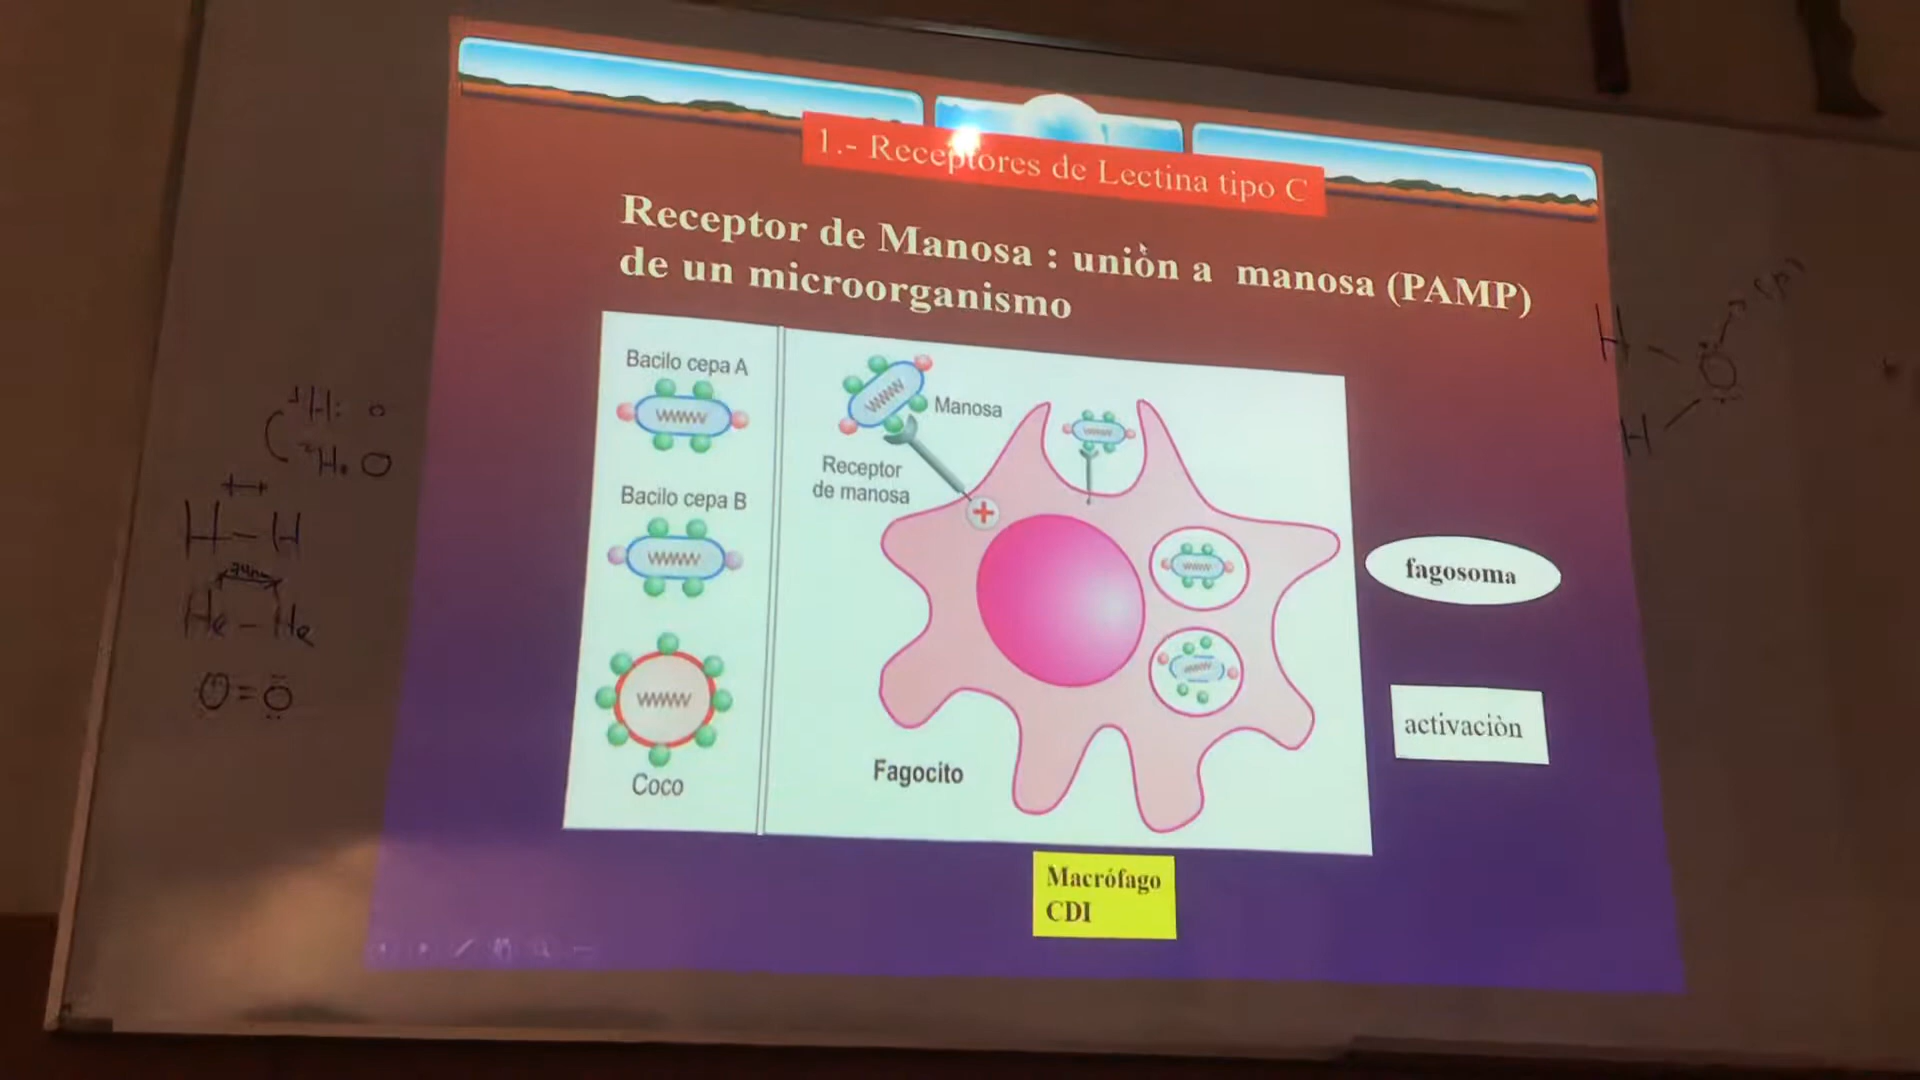 1.- Receptores de Lectina tipo C
Receptor de Manosa : uniòn a manosa (PAMP)
de un microorganismo
Bacilo cepa A
Bacilo cepa B
Coco
Manosa
Receptor
de manosa
+
Fagocito
fagosoma
activaciòn
Macrófago
CDI
H-H
He-He
O=O
H
O
H